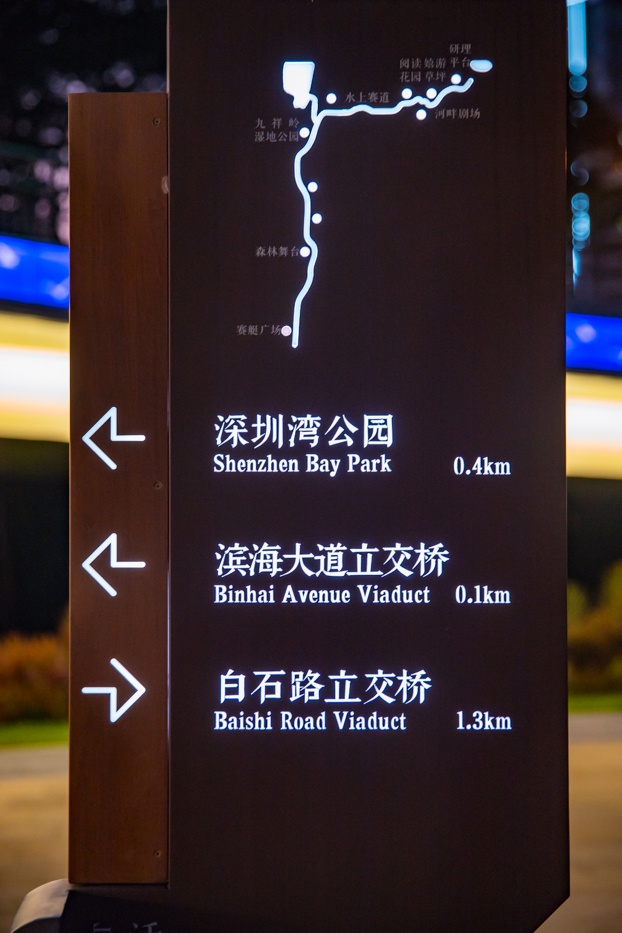 研理
平台
阅读
花园
嬉游
草坪
水上赛道
河畔剧场
九祥岭
湿地公园
森林舞台
赛艇广场
深圳湾公园
Shenzhen Bay Park 0.4km
滨海大道立交桥
Binhai Avenue Viaduct 0.1km
白石路立交桥
Baishi Road Viaduct 1.3km